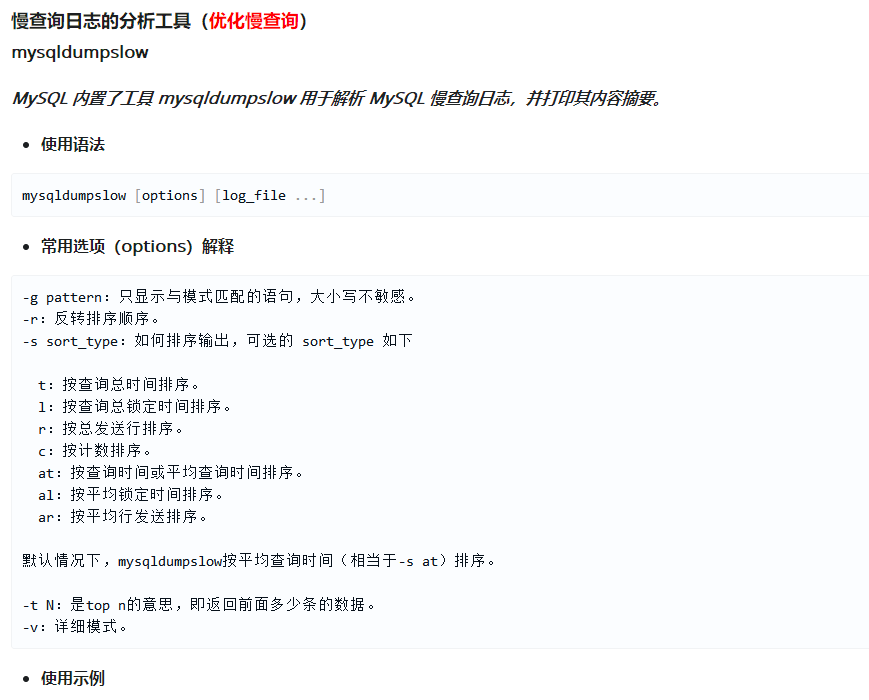 慢查询日志的分析工具（优化慢查询）
mysqldumpslow
MySQL 内置了工具 mysqldumpslow 用于解析 MySQL 慢查询日志，并打印其内容摘要。
• 使用语法
mysqldumpslow [options] [log_file ...]
• 常用选项（options）解释
-g pattern：只显示与模式匹配的语句，大小写不敏感。
-r：反转排序顺序。
-s sort_type：如何排序输出，可选的 sort_type 如下
t：按查询总时间排序。
l：按查询总锁定时间排序。
r：按总发送行排序。
c：按计数排序。
at：按查询时间或平均查询时间排序。
al：按平均锁定时间排序。
ar：按平均行发送排序。
默认情况下，mysqldumpslow按平均查询时间（相当于-s at）排序。
-t N：是top n的意思，即返回前面多少条的数据。
-v：详细模式。
• 使用示例